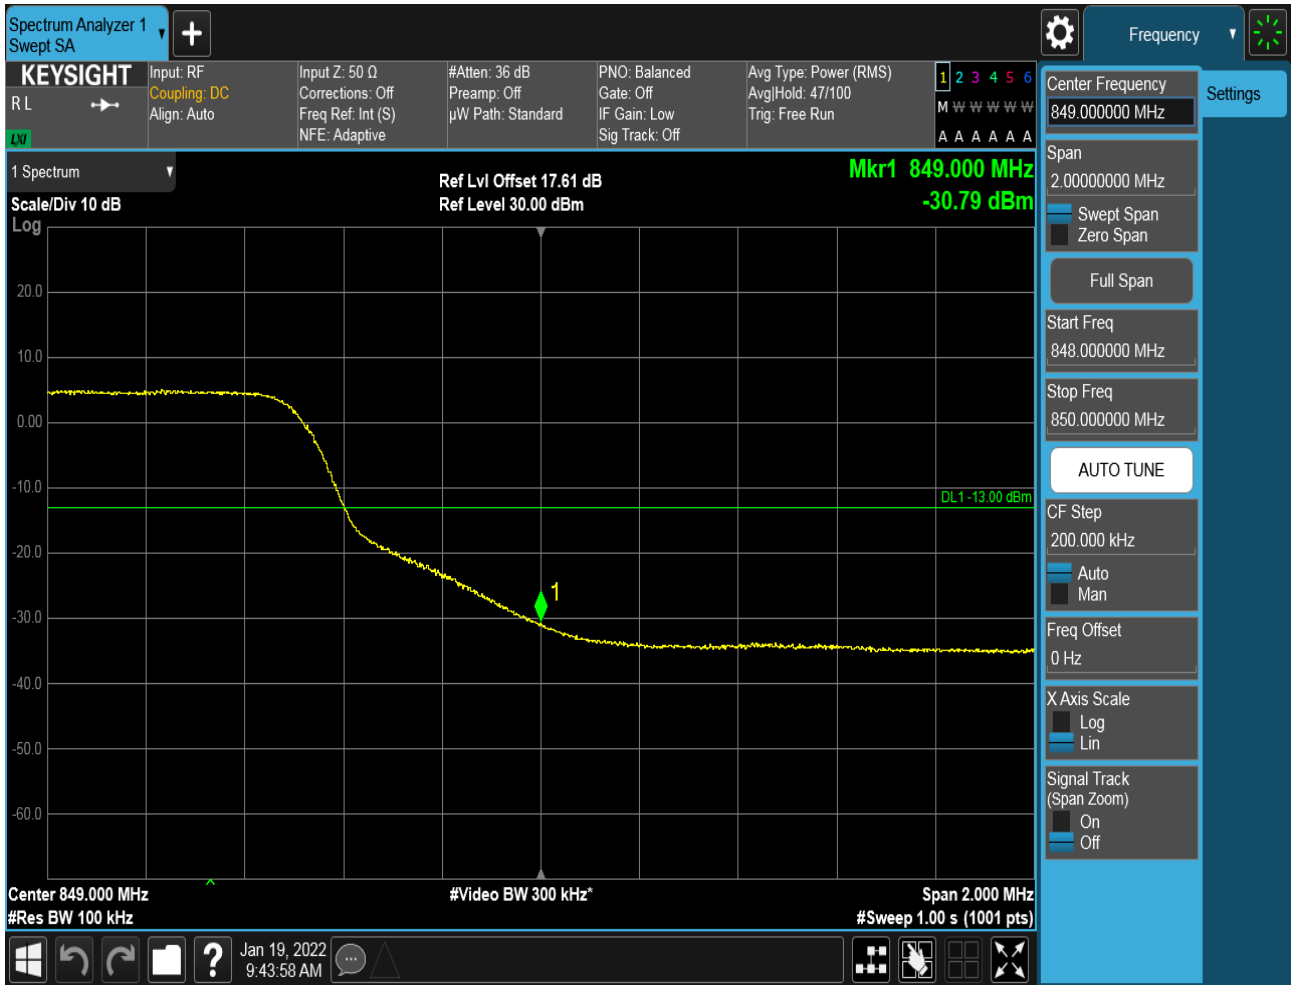 Spectrum Analyzer 1
Swept SA
Frequency
KEYSIGHT
R L
LXI
Input: RF
Coupling: DC
Align: Auto
Input Z: 50 Ω
Corrections: Off
Freq Ref: Int (S)
NFE: Adaptive
#Atten: 36 dB
Preamp: Off
µW Path: Standard
PNO: Balanced
Gate: Off
IF Gain: Low
Sig Track: Off
Avg Type: Power (RMS)
Avg|Hold: 47/100
Trig: Free Run
1 2 3 4 5 6
M W W W W W
A A A A A A
1 Spectrum
Scale/Div 10 dB
Log
Ref Lvl Offset 17.61 dB
Ref Level 30.00 dBm
Mkr1 849.000 MHz
-30.79 dBm
20.0
10.0
0.00
-10.0
-20.0
-30.0
-40.0
-50.0
-60.0
DL1 -13.00 dBm
1
Center 849.000 MHz
#Res BW 100 kHz
#Video BW 300 kHz*
Span 2.000 MHz
#Sweep 1.00 s (1001 pts)
Jan 19, 2022
9:43:58 AM
Center Frequency
849.000000 MHz
Settings
Span
2.00000000 MHz
Swept Span
Zero Span
Full Span
Start Freq
848.000000 MHz
Stop Freq
850.000000 MHz
AUTO TUNE
CF Step
200.000 kHz
Auto
Man
Freq Offset
0 Hz
X Axis Scale
Log
Lin
Signal Track
(Span Zoom)
On
Off